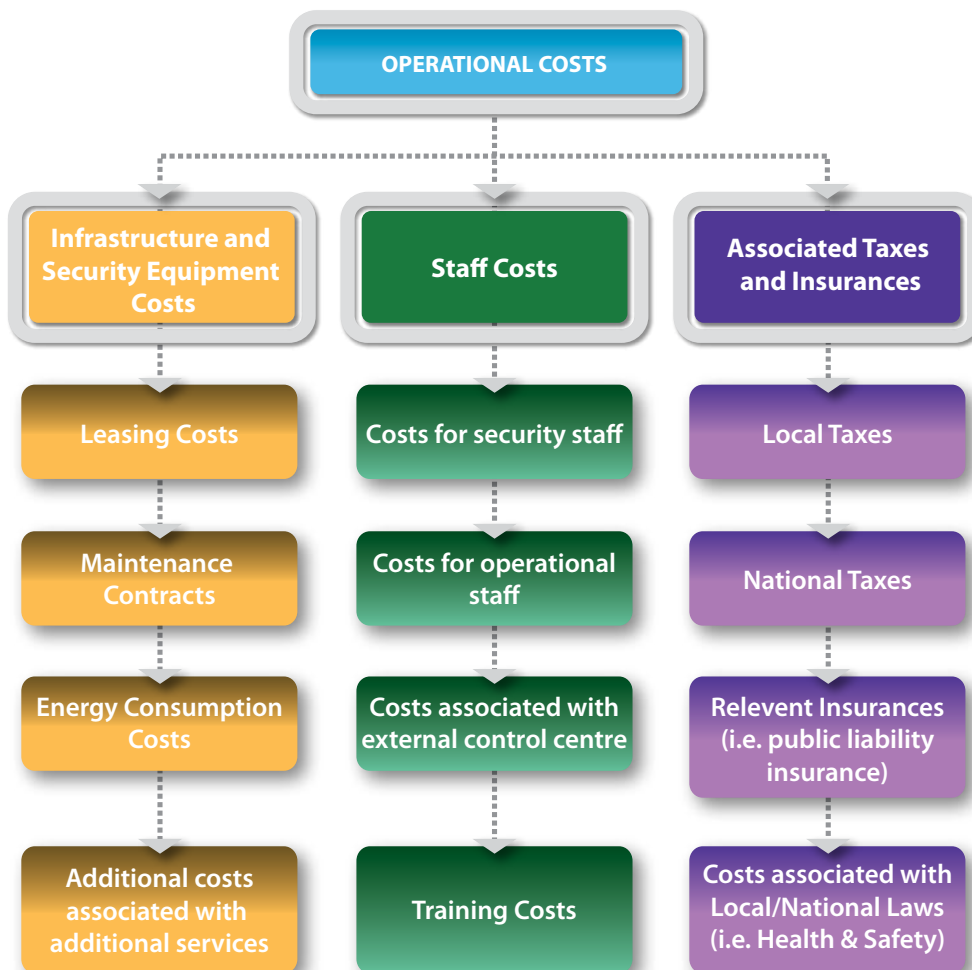 OPERATIONAL COSTS
Infrastructure and
Security Equipment
Costs
Staff Costs
Associated Taxes
and Insurances
Leasing Costs
Costs for security staff
Local Taxes
Maintenance
Contracts
Costs for operational
staff
National Taxes
Energy Consumption
Costs
Costs associated with
external control centre
Relevent Insurances
(i.e. public liability
insurance)
Additional costs
associated with
additional services
Training Costs
Costs associated with
Local/National Laws
(i.e. Health & Safety)